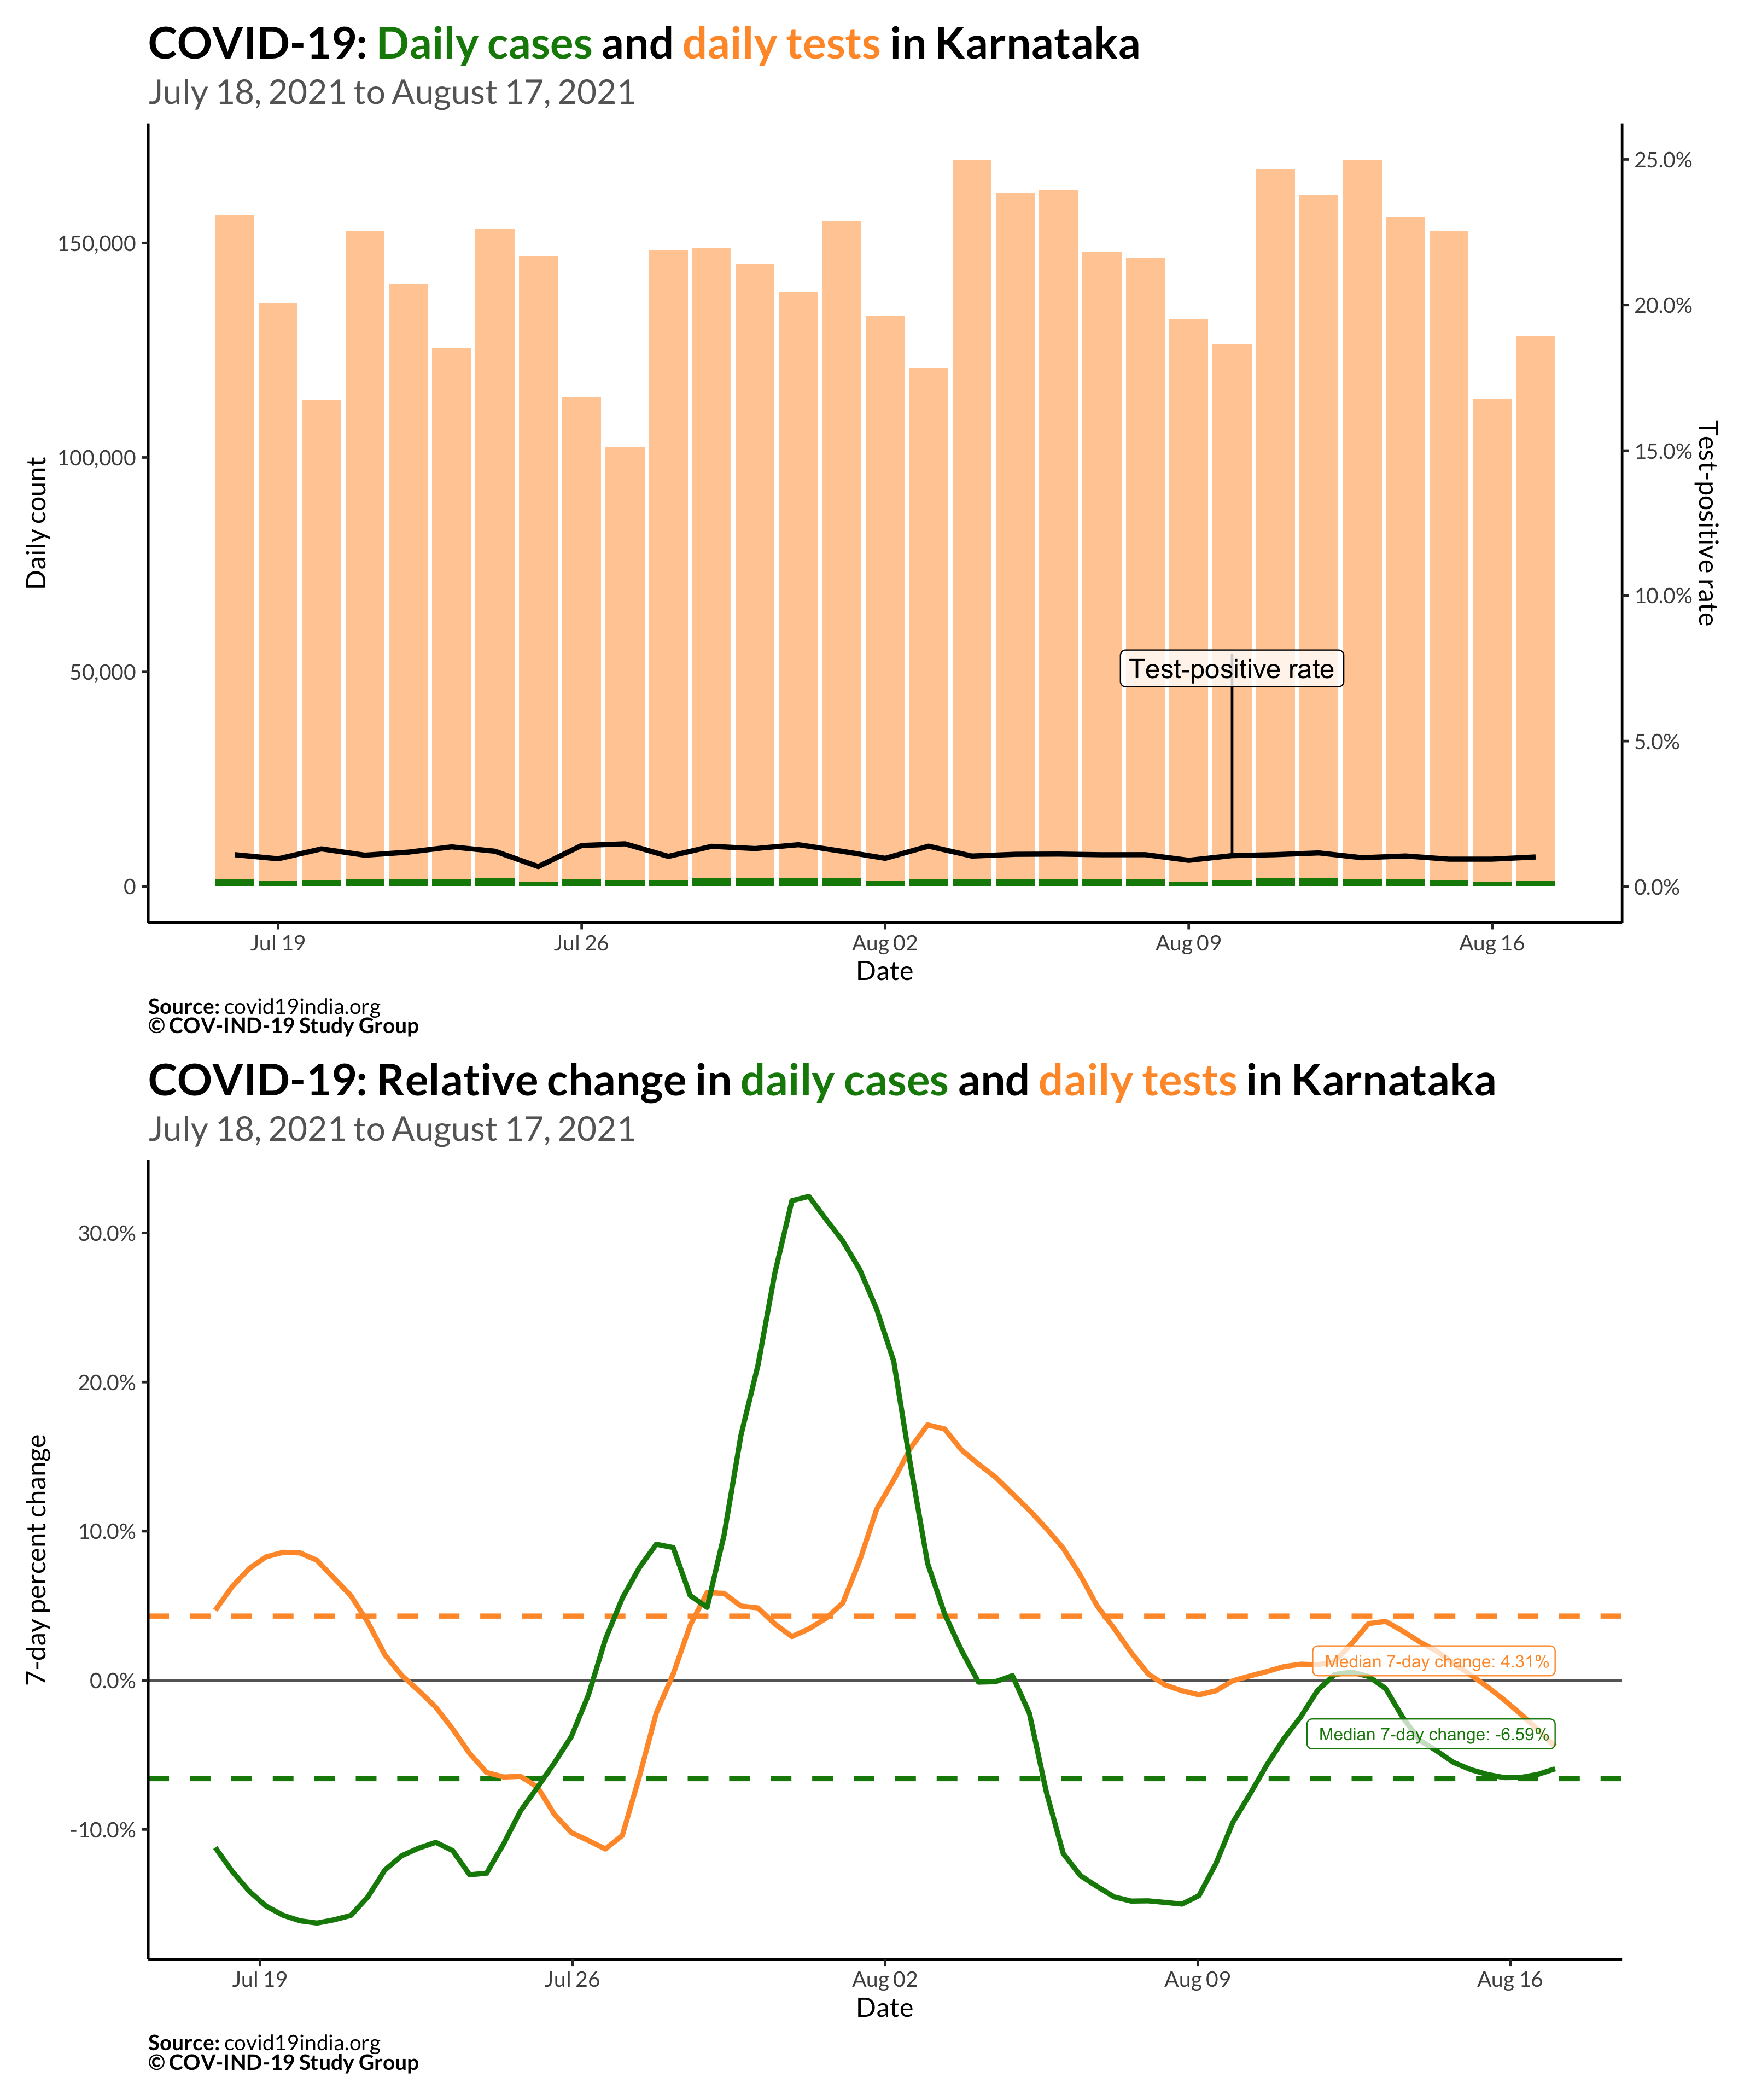 COVID-19: Daily cases and daily tests in Karnataka
July 18, 2021 to August 17, 2021
150,000
100,000
50,000
0
Daily count
25.0%
20.0%
15.0%
10.0%
5.0%
0.0%
Test-positive rate
Test-positive rate
Jul 19
Jul 26
Aug 02
Aug 09
Aug 16
Date
Source: covid19india.org
© COV-IND-19 Study Group
COVID-19: Relative change in daily cases and daily tests in Karnataka
July 18, 2021 to August 17, 2021
30.0%
20.0%
10.0%
0.0%
-10.0%
7-day percent change
Median 7-day change: 4.31%
Median 7-day change: -6.59%
Jul 19
Jul 26
Aug 02
Aug 09
Aug 16
Date
Source: covid19india.org
© COV-IND-19 Study Group